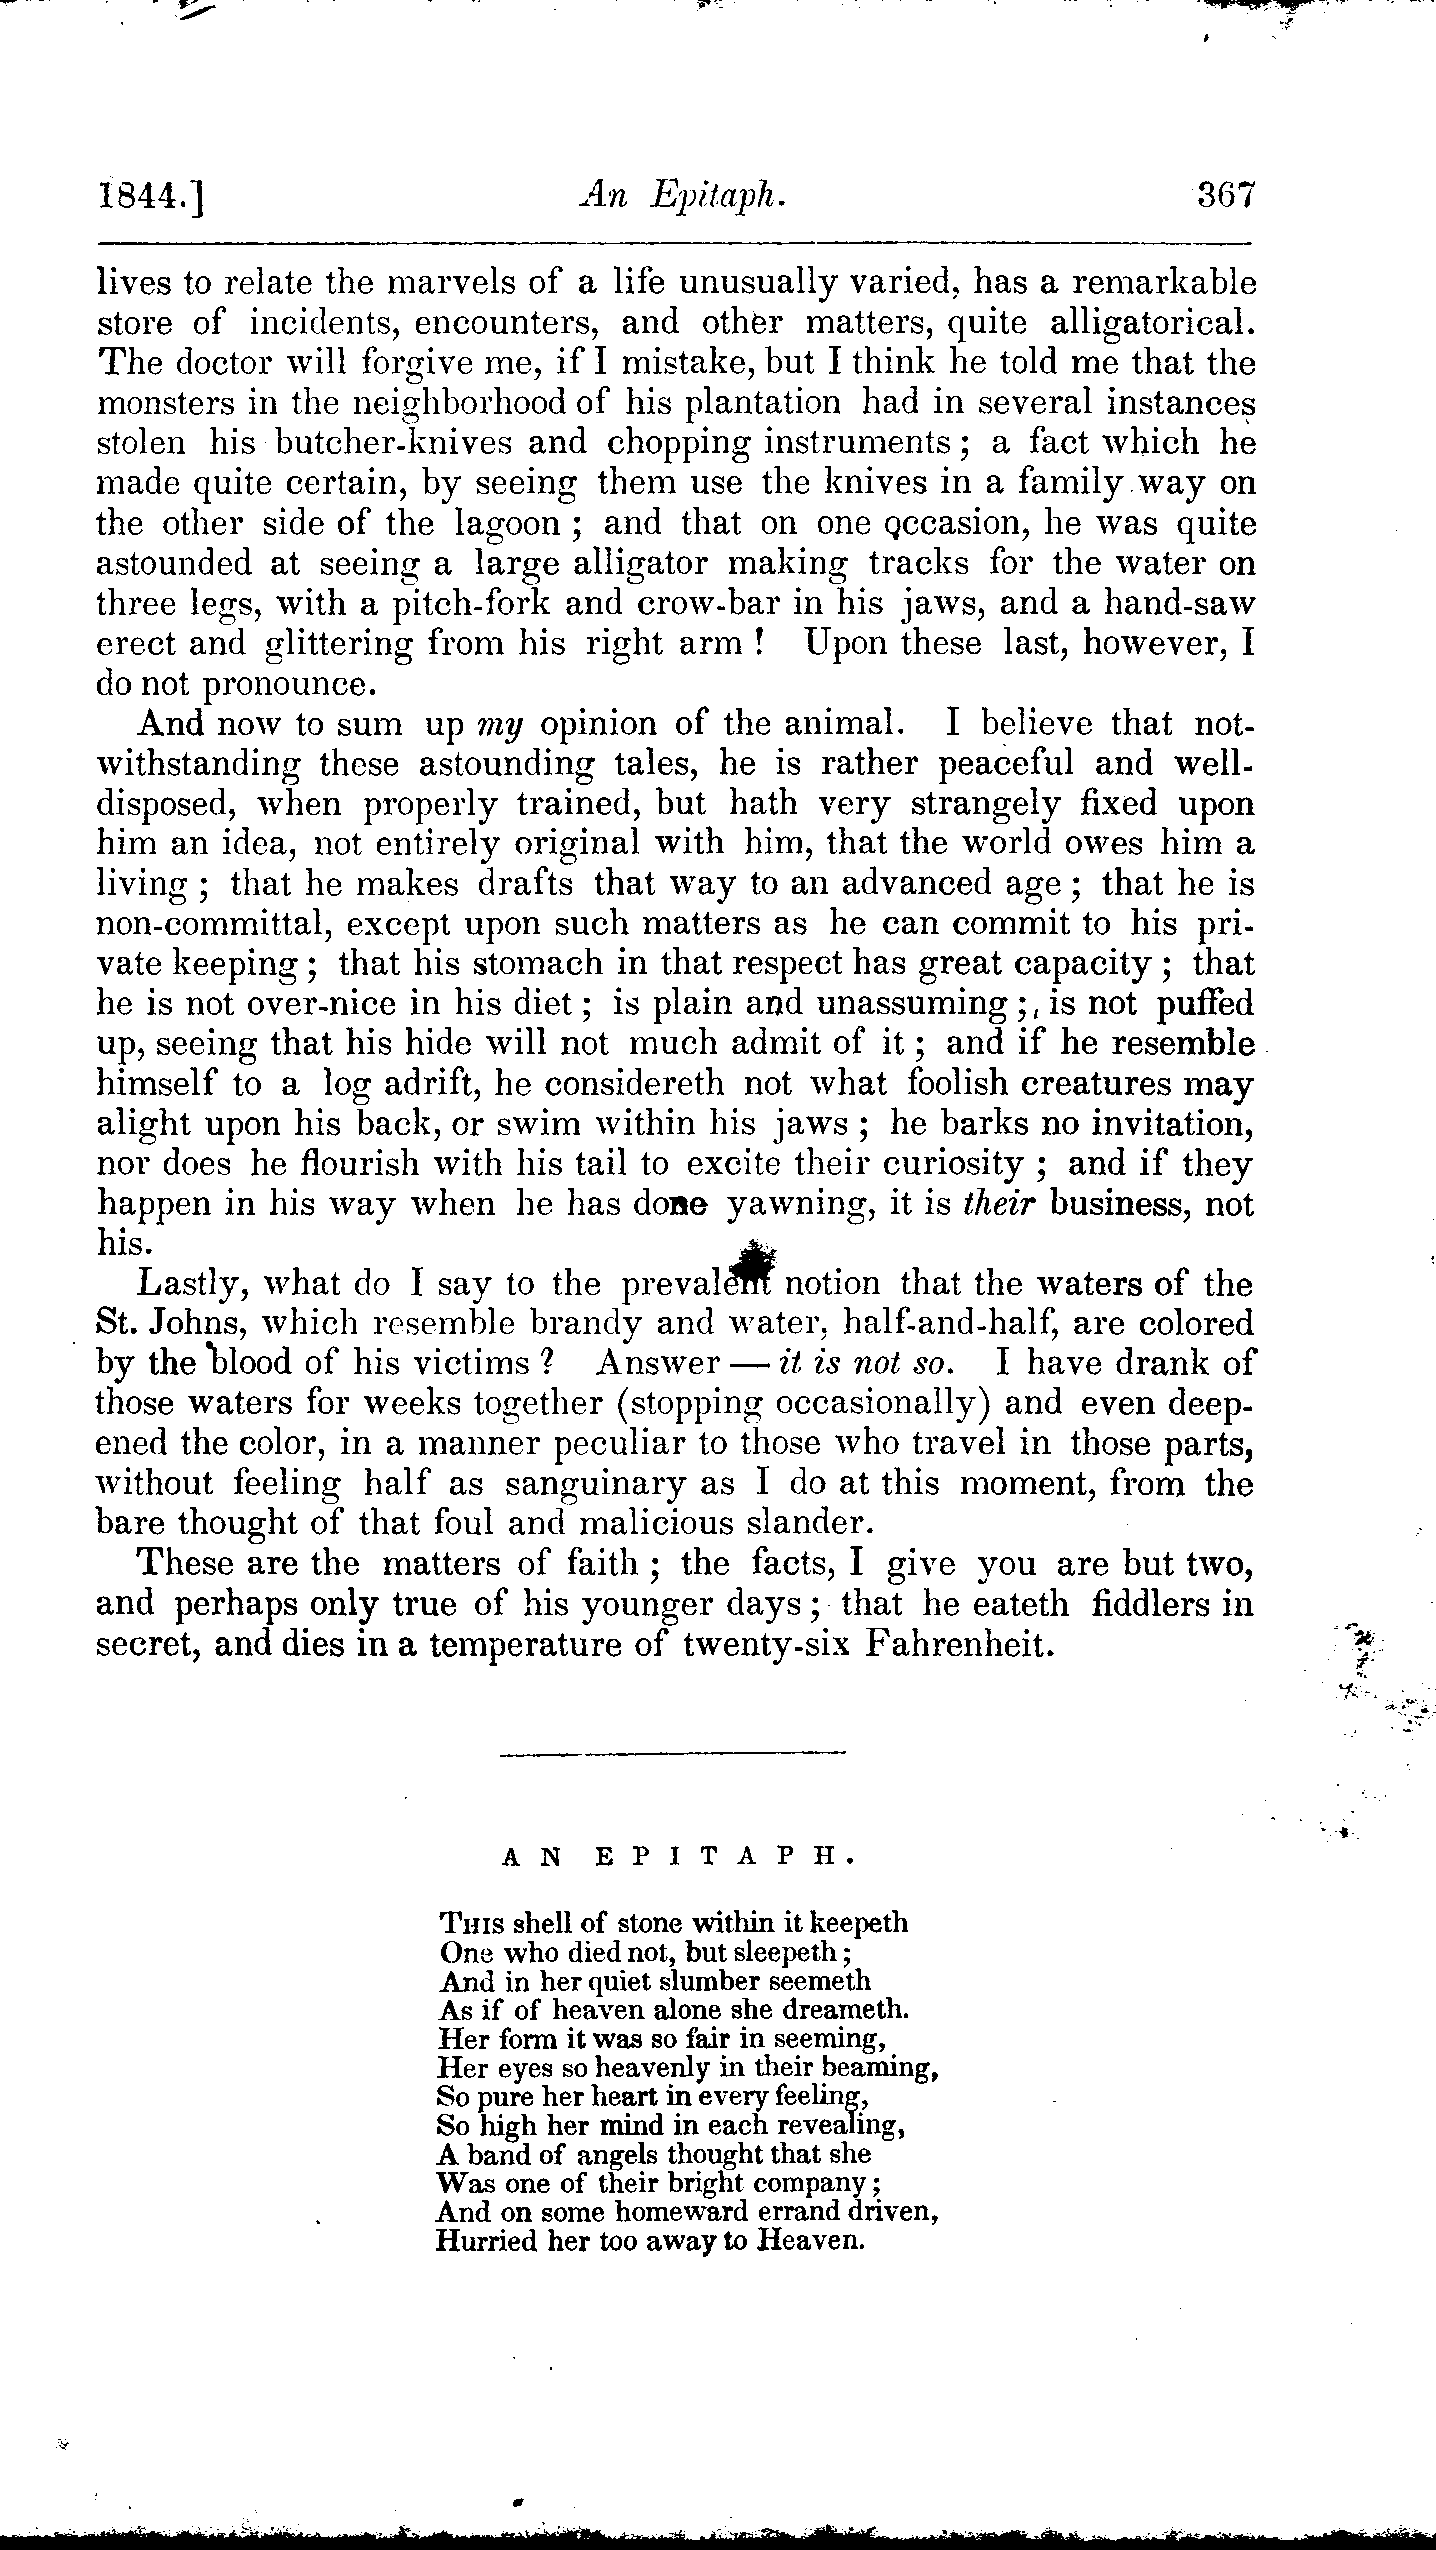 1844.] An Epitaph. 367
lives to relate the marvels of a life unusually varied, has a remarkable
store of incidents, encounters, and other matters, quite alligatorical.
The doctor will forgive me, if I mistake, but I think he told me that the
monsters in the neighborhood of his plantation had in several instances
stolen his butcher-knives and chopping instruments ; a fact which he
made quite certain, by seeing them use the knives in a family way on
the other side of the lagoon ; and that on one occasion, he was quite
astounded at seeing a large alligator making tracks for the water on
three legs, with a pitch-fork and crow-bar in his jaws, and a hand-saw
erect and glittering from his right arm ! Upon these last, however, I
do not pronounce.
And now to sum up my opinion of the animal. I believe that not-
withstanding these astounding tales, he is rather peaceful and well-
disposed, when properly trained, but hath very strangely fixed upon
him an idea, not entirely original with him, that the world owes him a
living ; that he makes drafts that way to an advanced age ; that he is
non-committal, except upon such matters as he can commit to his pri-
vate keeping ; that his stomach in that respect has great capacity ; that
he is not over-nice in his diet ; is plain and unassuming ; is not puffed
up, seeing that his hide will not much admit of it ; and if he resemble
himself to a log adrift, he considereth not what foolish creatures may
alight upon his back, or swim within his jaws ; he barks no invitation,
nor does he flourish with his tail to excite their curiosity ; and if they
happen in his way when he has done yawning, it is their business, not
his.
Lastly, what do I say to the prevalent notion that the waters of the
St. Johns, which resemble brandy and water, half-and-half, are colored
by the blood of his victims ? Answer — it is not so. I have drank of
those waters for weeks together (stopping occasionally) and even deep-
ened the color, in a manner peculiar to those who travel in those parts,
without feeling half as sanguinary as I do at this moment, from the
bare thought of that foul and malicious slander.
These are the matters of faith ; the facts, I give you are but two,
and perhaps only true of his younger days ; that he eateth fiddlers in
secret, and dies in a temperature of twenty-six Fahrenheit.
AN EPITAPH.
THIS shell of stone within it keepeth
One who died not, but sleepeth ;
And in her quiet slumber seemeth
As if of heaven alone she dreameth.
Her form it was so fair in seeming,
Her eyes so heavenly in their beaming,
So pure her heart in every feeling,
So high her mind in each revealing,
A band of angels thought that she
Was one of their bright company ;
And on some homeward errand driven,
Hurried her too away to Heaven.